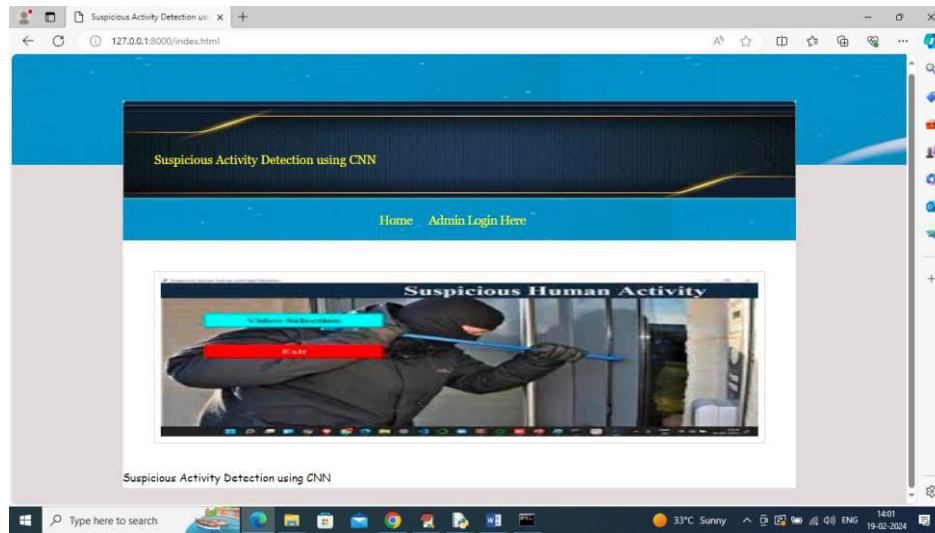 Suspicious Activity Detection usi
127.0.0.1:8000/index.html
Suspicious Activity Detection using CNN
Home Admin Login Here
Suspicious Human Activity
Video Selection
Exit
Suspicious Activity Detection using CNN
Type here to search
33°C Sunny
ENG
14:01
19-02-2024